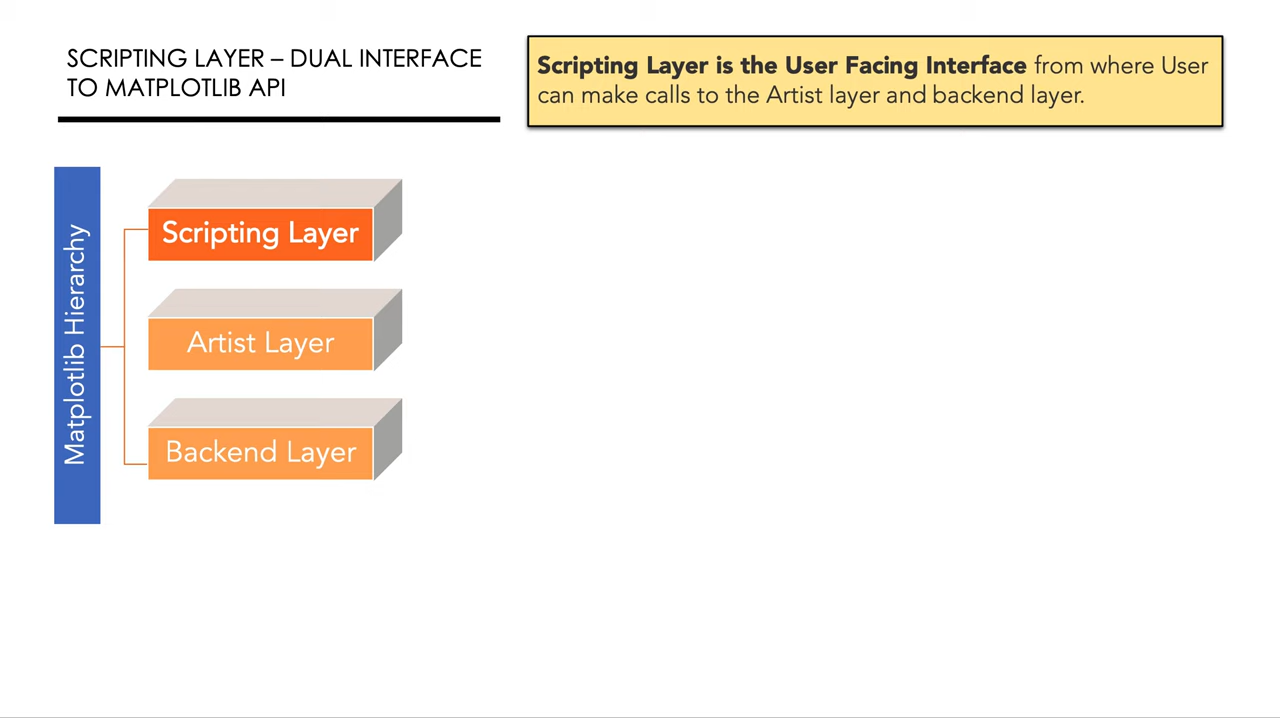 SCRIPTING LAYER – DUAL INTERFACE
TO MATPLOTLIB API
Scripting Layer is the User Facing Interface from where User
can make calls to the Artist layer and backend layer.
Matplotlib Hierarchy
Scripting Layer
Artist Layer
Backend Layer